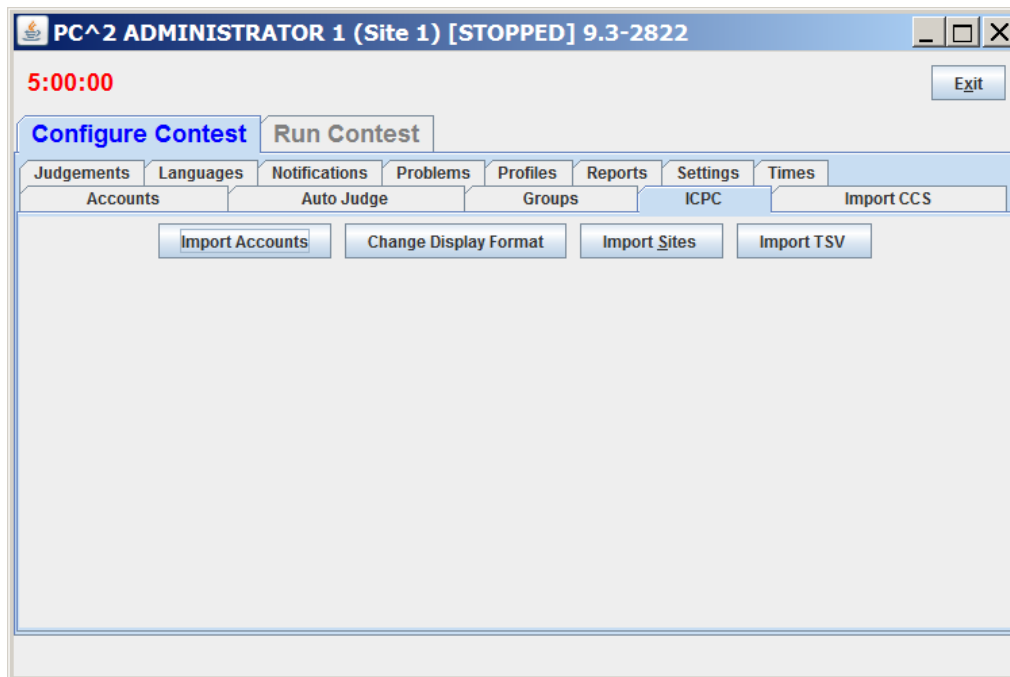 PC^2 ADMINISTRATOR 1 (Site 1) [STOPPED] 9.3-2822
5:00:00 Exit
Configure Contest Run Contest
Judgements Languages Notifications Problems Profiles Reports Settings Times
Accounts Auto Judge Groups ICPC Import CCS
Import Accounts Change Display Format Import Sites Import TSV